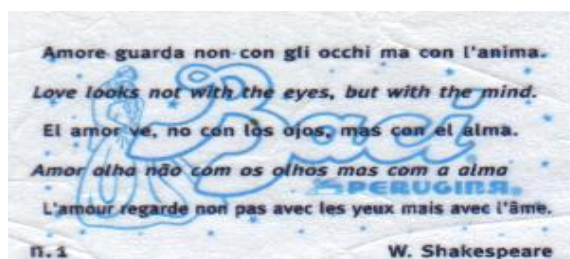 Amore guarda non con gli occhi ma con l'anima.
Love looks not with the eyes, but with the mind.
El amor ve, no con los ojos, mas con el alma.
Amor olha não com os olhos mas com a alma
L'amour regarde non pas avec les yeux mais avec l'âme.
Baci
PERUGINA®
n.1 W. Shakespeare